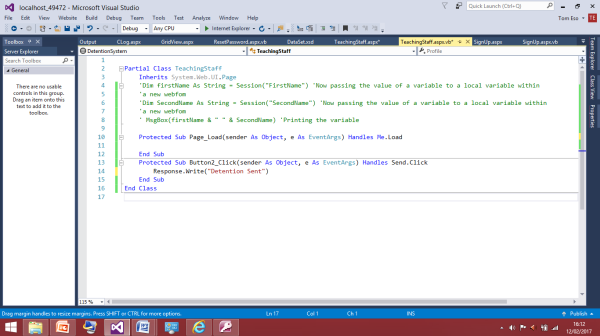 localhost_49472 - Microsoft Visual Studio
Quick Launch (Ctrl+Q)
File Edit View Website Build Debug Team Tools Test Analyze Window Help
Tom Ess TE
Debug Any CPU Internet Explorer
Toolbox
Output CLog.aspx GridView.aspx ResetPassword.aspx.vb DataSet.xsd TeachingStaff.aspx* TeachingStaff.aspx.vb* SignUp.aspx SignUp.aspx.vb
Search Toolbox
DetentionSystem TeachingStaff Profile
General
There are no usable
controls in this group.
Drag an item onto this
text to add it to the
toolbox.
1
2 Partial Class TeachingStaff
3 Inherits System.Web.UI.Page
4 'Dim firstName As String = Session("FirstName") 'Now passing the value of a variable to a local variable within
5 'a new webfom
6 'Dim SecondName As String = Session("SecondName") 'Now passing the value of a variable to a local variable within
7 'a new webfom
8 ' MsgBox(firstName & " " & SecondName) 'Printing the variable
9
10 Protected Sub Page_Load(sender As Object, e As EventArgs) Handles Me.Load
11
12 End Sub
13 Protected Sub Button2_Click(sender As Object, e As EventArgs) Handles Send.Click
14 Response.Write("Detention Sent")
15 End Sub
16 End Class
17
Server Explorer
Team Explorer
Class View
Properties
115 %
Drag margin handles to resize margins. Press SHIFT or CTRL for more options.
Ln 17 Col 1 Ch 1 INS Publish
16:12
12/02/2017